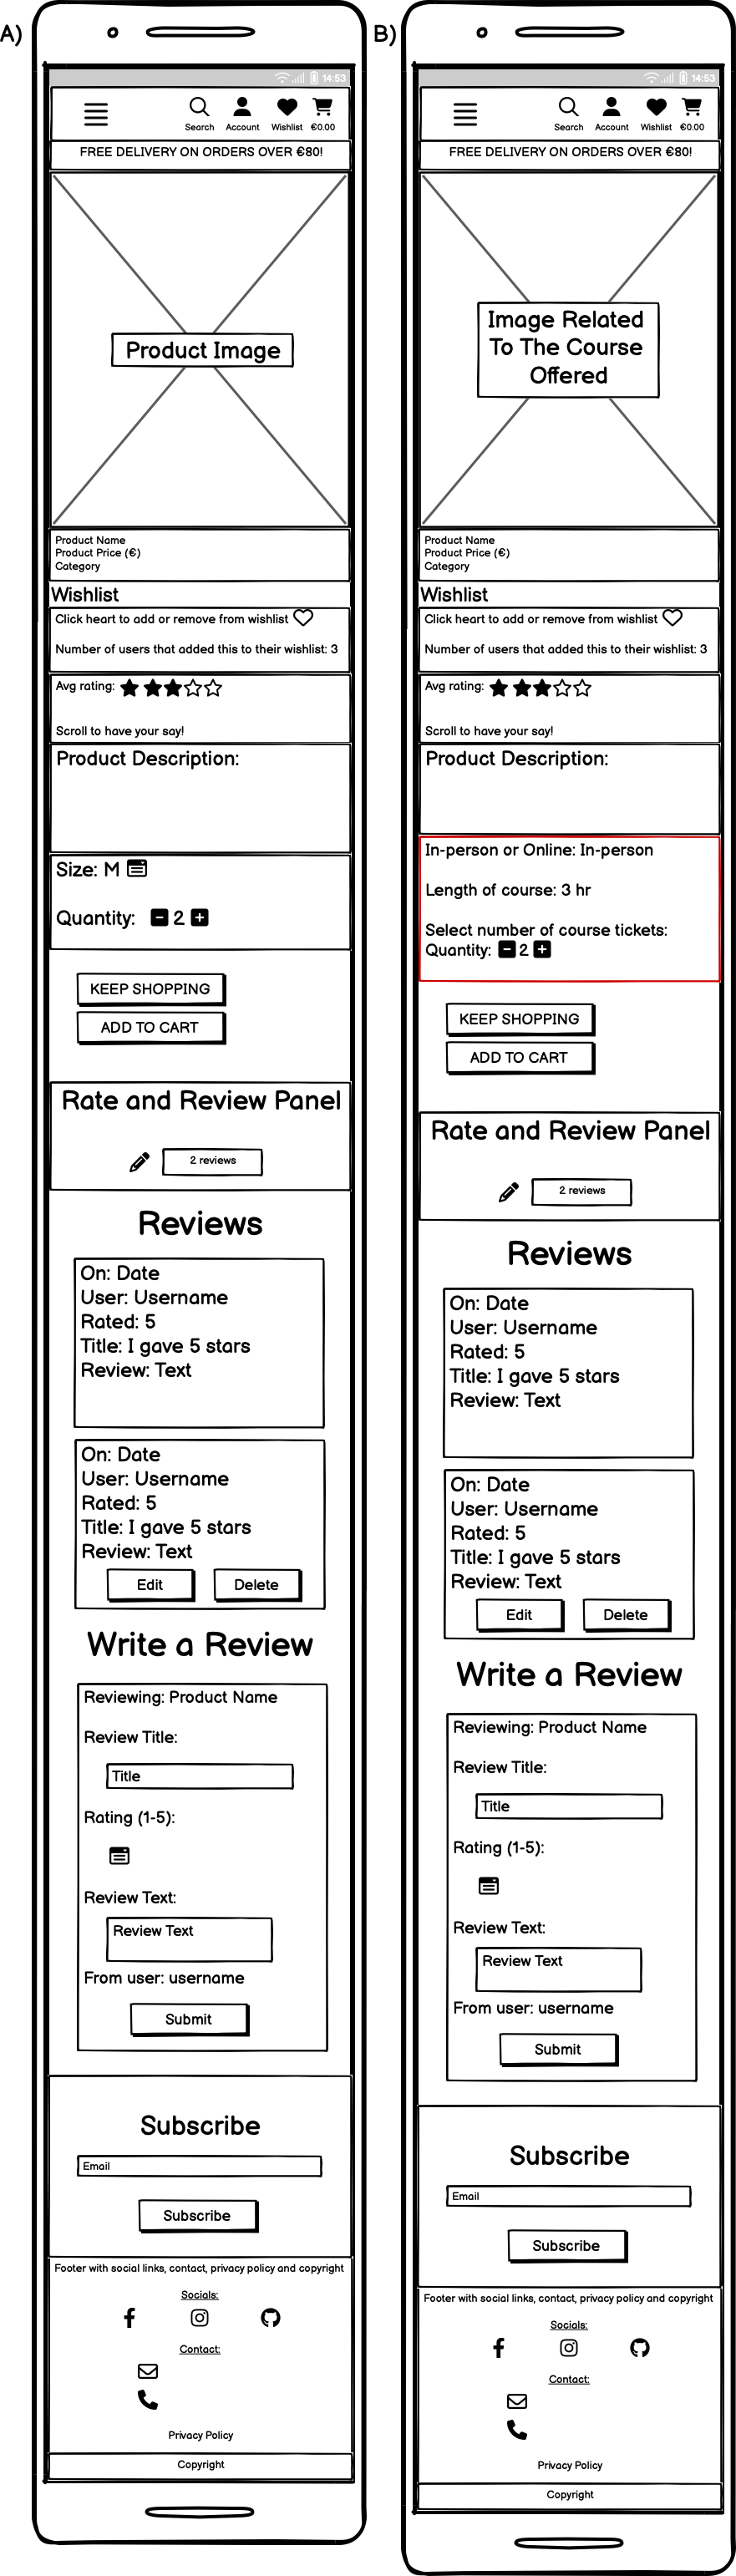 A)
14:53
Search Account Wishlist €0.00
FREE DELIVERY ON ORDERS OVER €80!
Product Image
Product Name
Product Price (€)
Category
Wishlist
Click heart to add or remove from wishlist
Number of users that added this to their wishlist: 3
Avg rating:
Scroll to have your say!
Product Description:
Size: M
Quantity: 2
KEEP SHOPPING
ADD TO CART
Rate and Review Panel
2 reviews
Reviews
On: Date
User: Username
Rated: 5
Title: I gave 5 stars
Review: Text
On: Date
User: Username
Rated: 5
Title: I gave 5 stars
Review: Text
Edit Delete
Write a Review
Reviewing: Product Name
Review Title:
Title
Rating (1-5):
Review Text:
Review Text
From user: username
Submit
Subscribe
Email
Subscribe
Footer with social links, contact, privacy policy and copyright
Socials:
Contact:
Privacy Policy
Copyright
B)
14:53
Search Account Wishlist €0.00
FREE DELIVERY ON ORDERS OVER €80!
Image Related
To The Course
Offered
Product Name
Product Price (€)
Category
Wishlist
Click heart to add or remove from wishlist
Number of users that added this to their wishlist: 3
Avg rating:
Scroll to have your say!
Product Description:
In-person or Online: In-person
Length of course: 3 hr
Select number of course tickets:
Quantity: 2
KEEP SHOPPING
ADD TO CART
Rate and Review Panel
2 reviews
Reviews
On: Date
User: Username
Rated: 5
Title: I gave 5 stars
Review: Text
On: Date
User: Username
Rated: 5
Title: I gave 5 stars
Review: Text
Edit Delete
Write a Review
Reviewing: Product Name
Review Title:
Title
Rating (1-5):
Review Text:
Review Text
From user: username
Submit
Subscribe
Email
Subscribe
Footer with social links, contact, privacy policy and copyright
Socials:
Contact:
Privacy Policy
Copyright